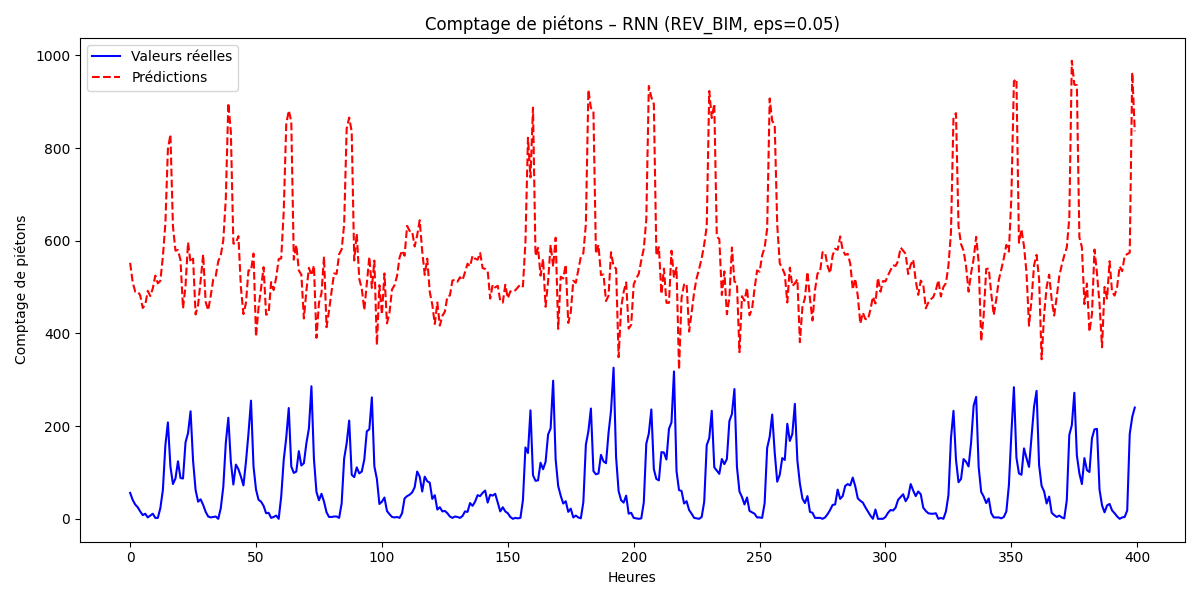 Comptage de piétons – RNN (REV_BIM, eps=0.05)
Valeurs réelles
Prédictions
Comptage de piétons
1000
800
600
400
200
0
0 50 100 150 200 250 300 350 400
Heures